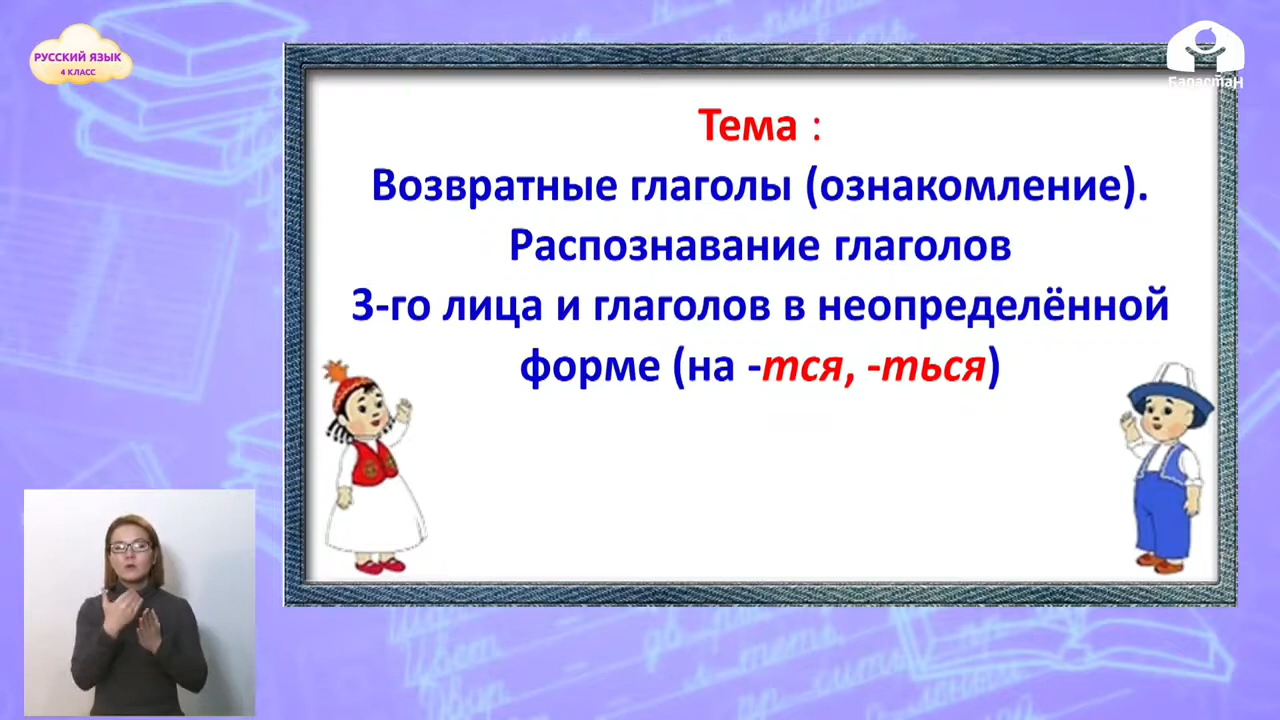 РУССКИЙ ЯЗЫК
4 КЛАСС
Баластан
Тема :
Возвратные глаголы (ознакомление).
Распознавание глаголов
3-го лица и глаголов в неопределённой
форме (на -тся, -ться)